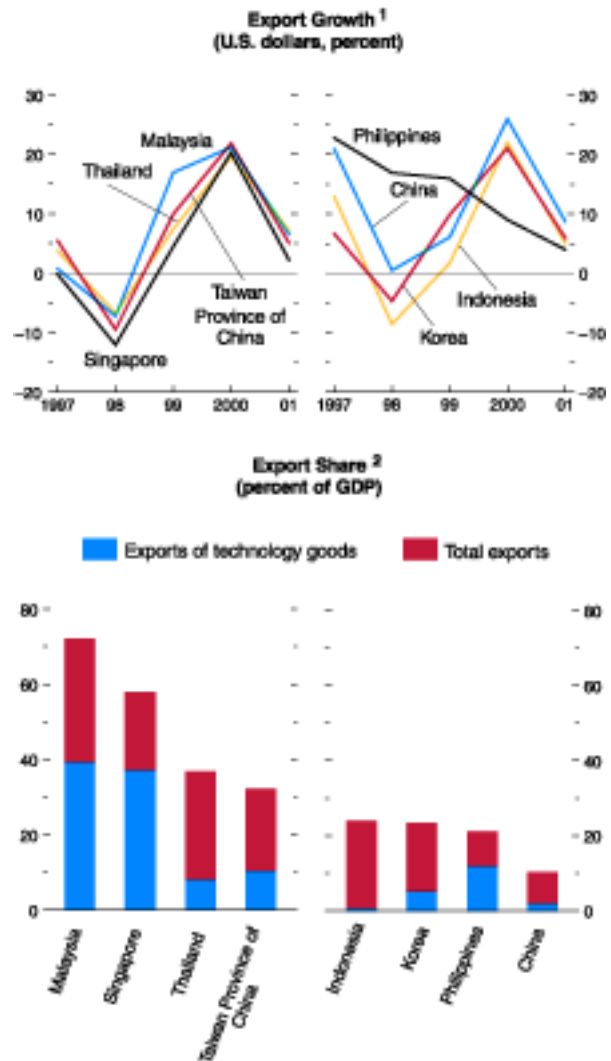 Export Growth 1
(U.S. dollars, percent)
30
20
10
0
–10
–20
Malaysia
Thailand
Taiwan
Province of
China
Singapore
1997 98 99 2000 01
30
20
10
0
–10
–20
Philippines
China
Indonesia
Korea
1997 98 99 2000 01
Export Share 2
(percent of GDP)
Exports of technology goods
Total exports
80
60
40
20
0
Malaysia
Singapore
Thailand
Taiwan Province of
China
80
60
40
20
0
Indonesia
Korea
Philippines
China